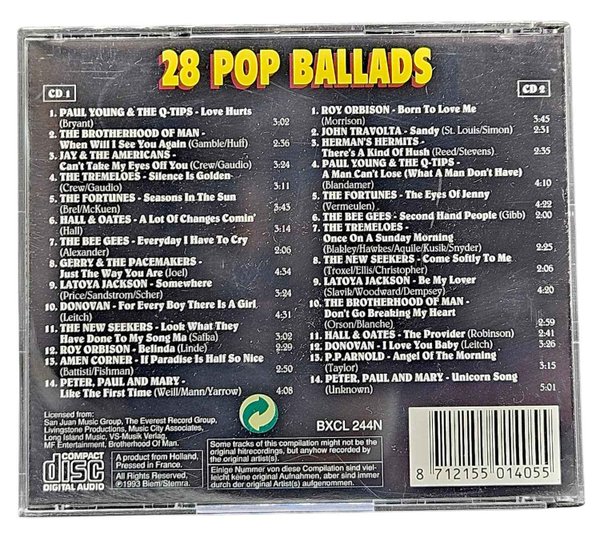 28 POP BALLADS
CD 1
1. PAUL YOUNG & THE Q-TIPS - Love Hurts
(Bryant) 3:02
2. THE BROTHERHOOD OF MAN -
When Will I See You Again (Gamble/Huff) 2:36
3. JAY & THE AMERICANS -
Can't Take My Eyes Off You (Crew/Gaudio) 3:24
4. THE TREMELOES - Silence Is Golden
(Crew/Gaudio) 3:11
5. THE FORTUNES - Seasons In The Sun
(Brel/McKuen) 3:43
6. HALL & OATES - A Lot Of Changes Comin'
(Hall) 3:14
7. THE BEE GEES - Everyday I Have To Cry
(Alexander) 2:06
8. GERRY & THE PACEMAKERS -
Just The Way You Are (Joel) 4:13
9. LATOYA JACKSON - Somewhere
(Price/Sandstrom/Scher) 3:24
10. DONOVAN - For Every Boy There Is A Girl
(Leitch) 4:31
11. THE NEW SEEKERS - Look What They
Have Done To My Song Ma (Safka) 3:02
12. ROY ORBISON - Belinda (Linde) 2:29
13. AMEN CORNER - If Paradise Is Half So Nice
(Battisti/Fishman) 2:50
14. PETER, PAUL AND MARY -
Like The First Time (Weill/Mann/Yarrow) 4:08
CD 2
1. ROY ORBISON - Born To Love Me
(Morrison) 3:45
2. JOHN TRAVOLTA - Sandy (St. Louis/Simon) 2:31
3. HERMAN'S HERMITS -
There's A Kind Of Hush (Reed/Stevens) 2:35
4. PAUL YOUNG & THE Q-TIPS -
A Man Can't Lose (What A Man Don't Have)
(Blandamer) 4:10
5. THE FORTUNES - The Eyes Of Jenny
(Vermeulen) 4:22
6. THE BEE GEES - Second Hand People (Gibb) 2:00
7. THE TREMELOES -
Once On A Sunday Morning
(Blakley/Hawkes/Aquile/Kusik/Snyder) 2:25
8. THE NEW SEEKERS - Come Softly To Me
(Troxel/Ellis/Christopher) 2:06
9. LATOYA JACKSON - Be My Lover
(Slavik/Woodward/Dempsey) 4:20
10. THE BROTHERHOOD OF MAN -
Don't Go Breaking My Heart
(Orson/Blanche) 2:59
11. HALL & OATES - The Provider (Robinson) 2:41
12. DONOVAN - I Love You Baby (Leitch) 3:26
13. P.P.ARNOLD - Angel Of The Morning
(Taylor) 3:15
14. PETER, PAUL AND MARY - Unicorn Song
(Unknown) 5:01
Licensed from:
San Juan Music Group, The Everest Record Group,
Livingstone Productions, Music City Associates,
Long Island Music, VS-Musik Verlag,
MF Entertainment, Brotherhood Of Man.
BXCL 244N
COMPACT
disc
DIGITAL AUDIO
A product from Holland,
Pressed in France.
All Rights Reserved,
℗1993 Biem/Stemra.
Some tracks of this compilation might not be the
original hitrecordings, but anyhow recorded by
the original artist(s).
Einige Nummer von diese Compilation sind viel-
leicht keine original Aufnahmen, aber sind immer
durch der original Artist(s) aufgenommen.
8 712155 014055